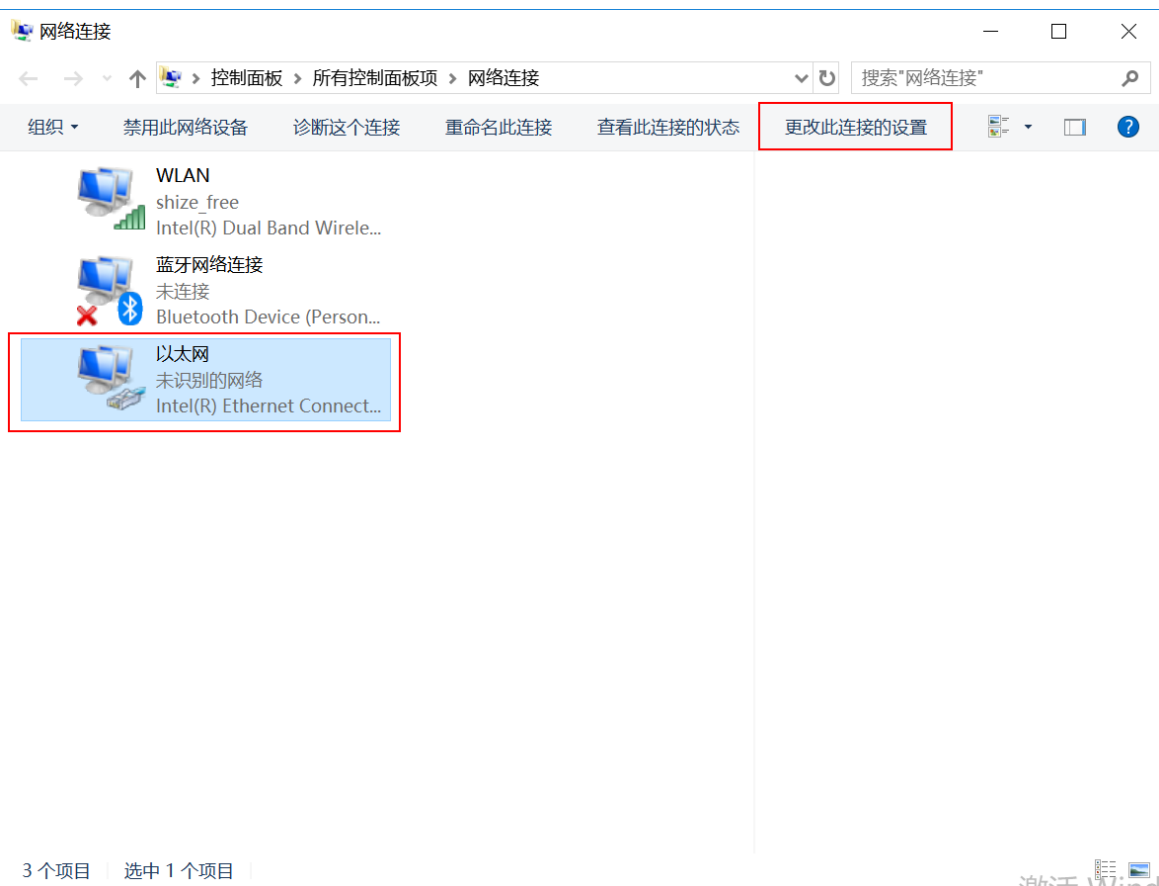 网络连接
控制面板 › 所有控制面板项 › 网络连接 搜索"网络连接"
组织 禁用此网络设备 诊断这个连接 重命名此连接 查看此连接的状态 更改此连接的设置
WLAN
shize_free
Intel(R) Dual Band Wirele...
蓝牙网络连接
未连接
Bluetooth Device (Person...
以太网
未识别的网络
Intel(R) Ethernet Connect...
3 个项目 选中 1 个项目